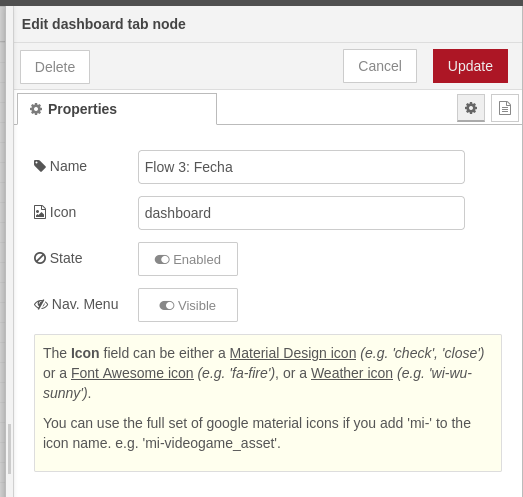 Edit dashboard tab node
Delete
Cancel
Update
Properties
Name
Flow 3: Fecha
Icon
dashboard
State
Enabled
Nav. Menu
Visible
The Icon field can be either a Material Design icon (e.g. 'check', 'close')
or a Font Awesome icon (e.g. 'fa-fire'), or a Weather icon (e.g. 'wi-wu-
sunny').
You can use the full set of google material icons if you add 'mi-' to the
icon name. e.g. 'mi-videogame_asset'.